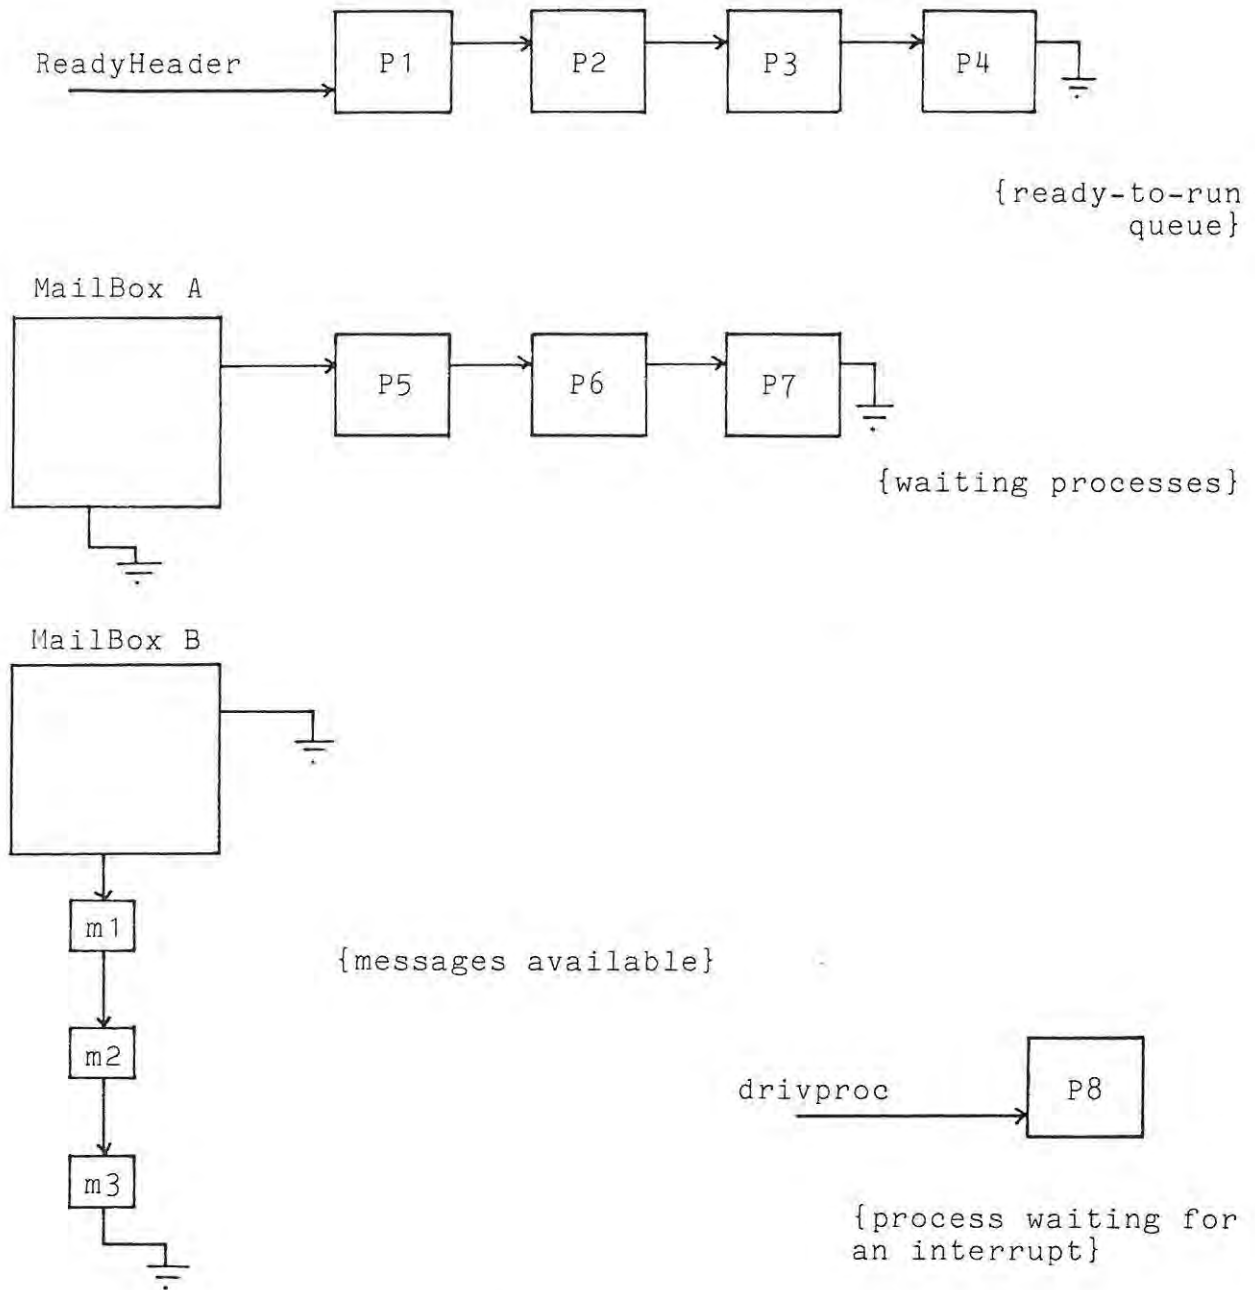 ReadyHeader
P1
P2
P3
P4
{ready-to-run
queue}
MailBox A
P5
P6
P7
{waiting processes}
MailBox B
m1
{messages available}
m2
drivproc
P8
m3
{process waiting for
an interrupt}